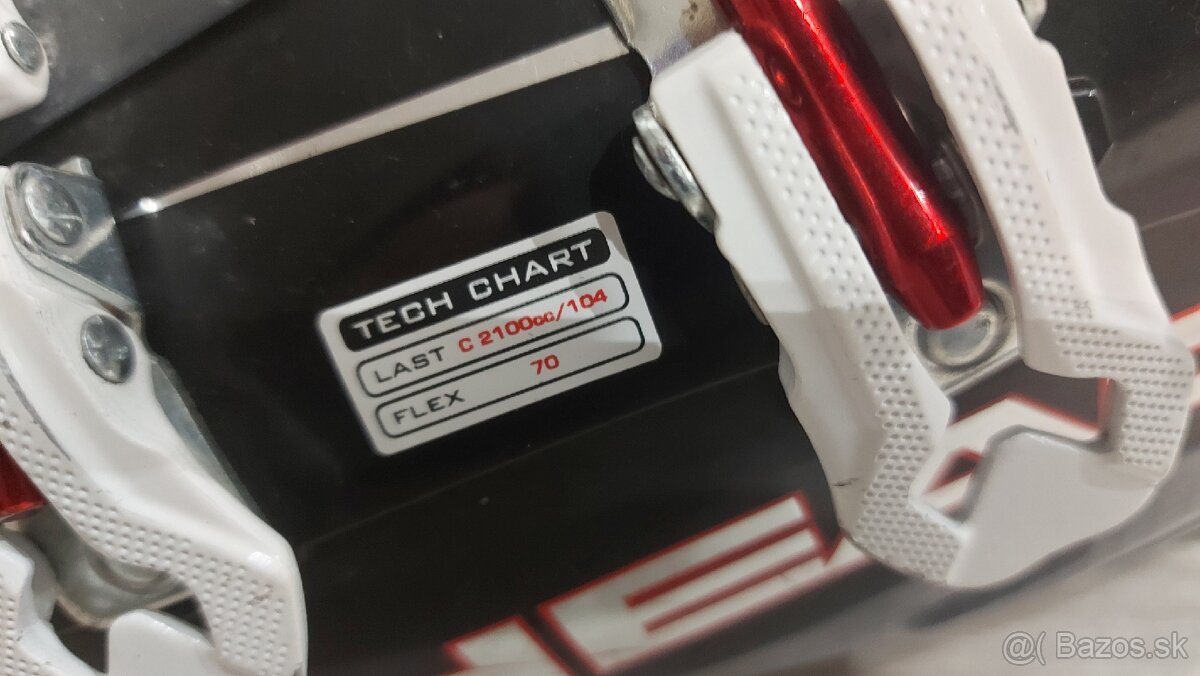 TECH CHART
LAST C 2100cc/104
FLEX 70
@( Bazos.sk